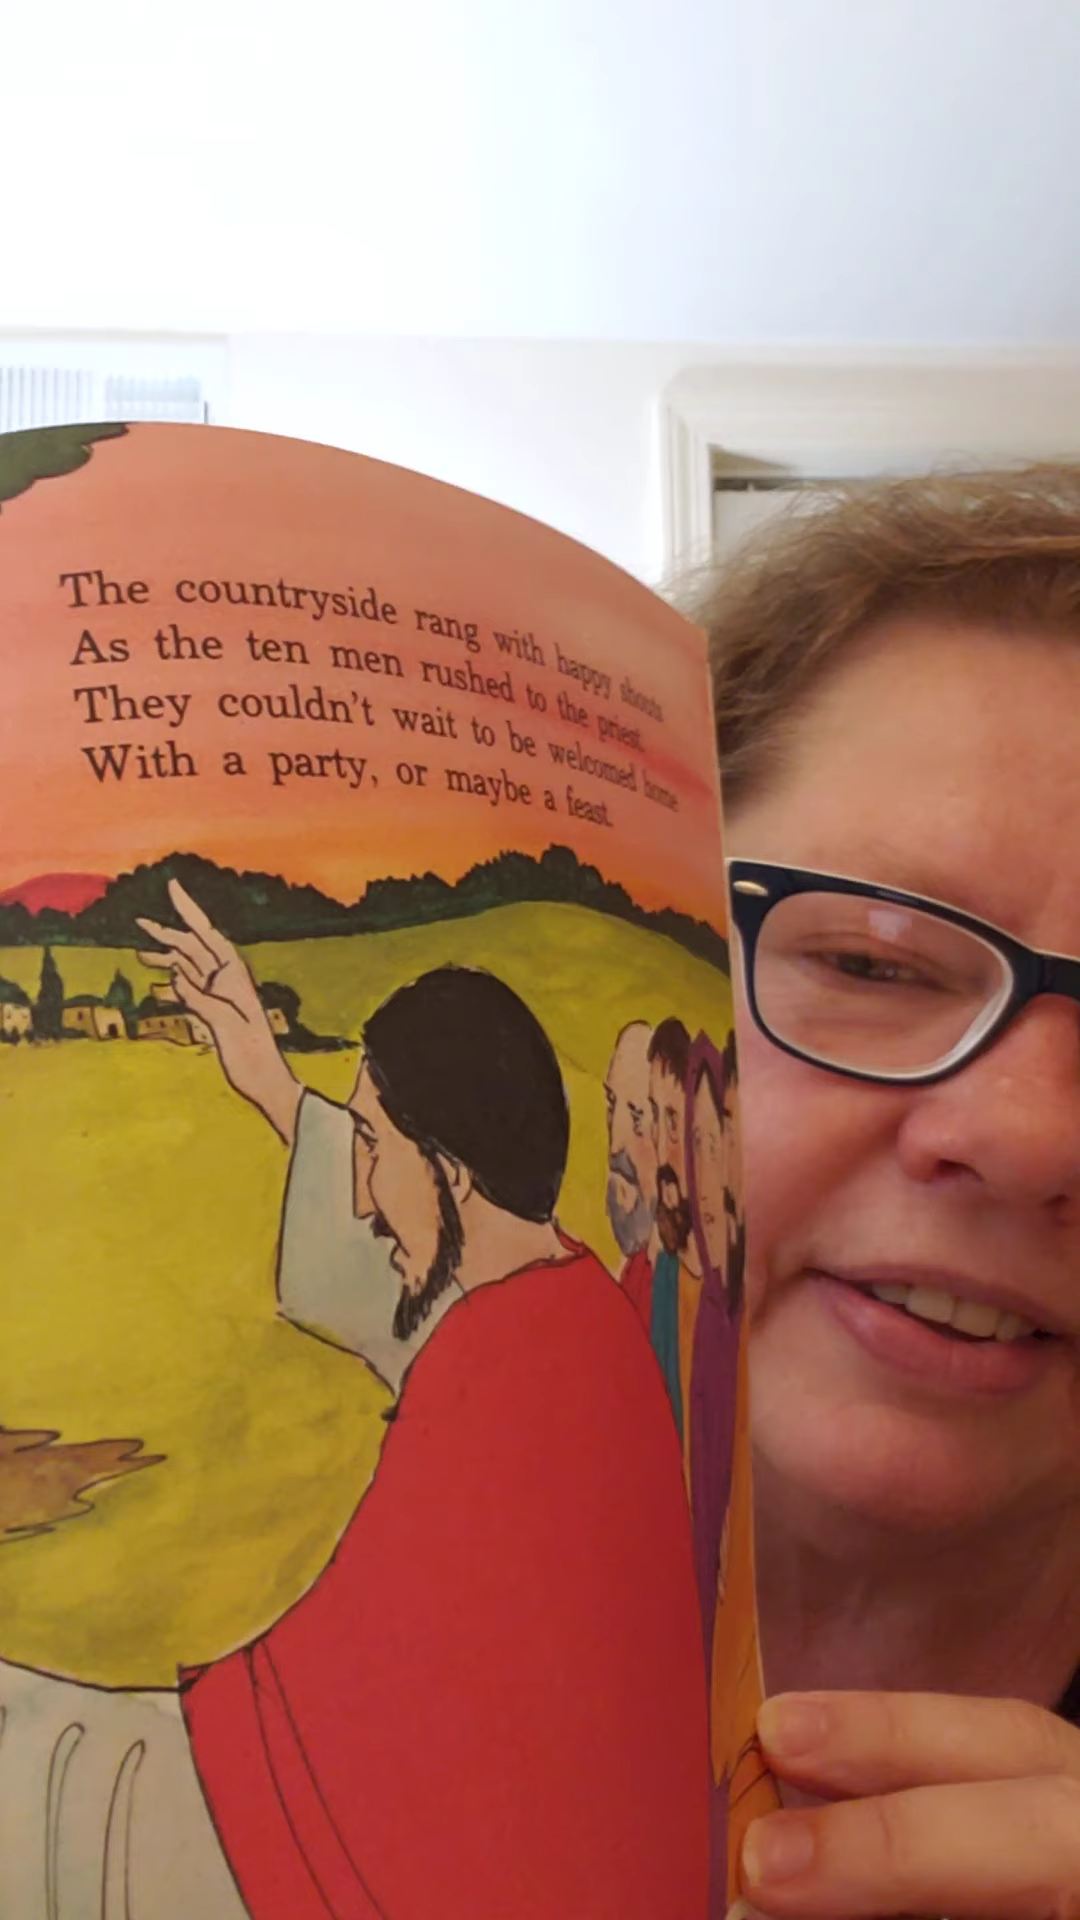 The countryside rang with happy shouts
As the ten men rushed to the priest.
They couldn't wait to be welcomed home
With a party, or maybe a feast.